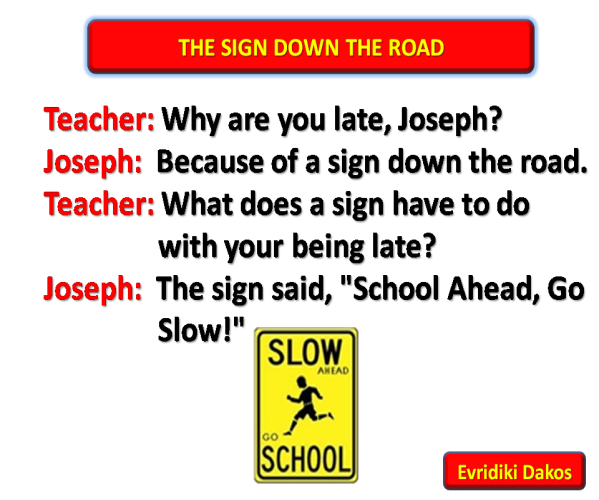 THE SIGN DOWN THE ROAD
Teacher: Why are you late, Joseph?
Joseph: Because of a sign down the road.
Teacher: What does a sign have to do
with your being late?
Joseph: The sign said, "School Ahead, Go
Slow!"
SLOW
AHEAD
GO
SCHOOL
Evridiki Dakos